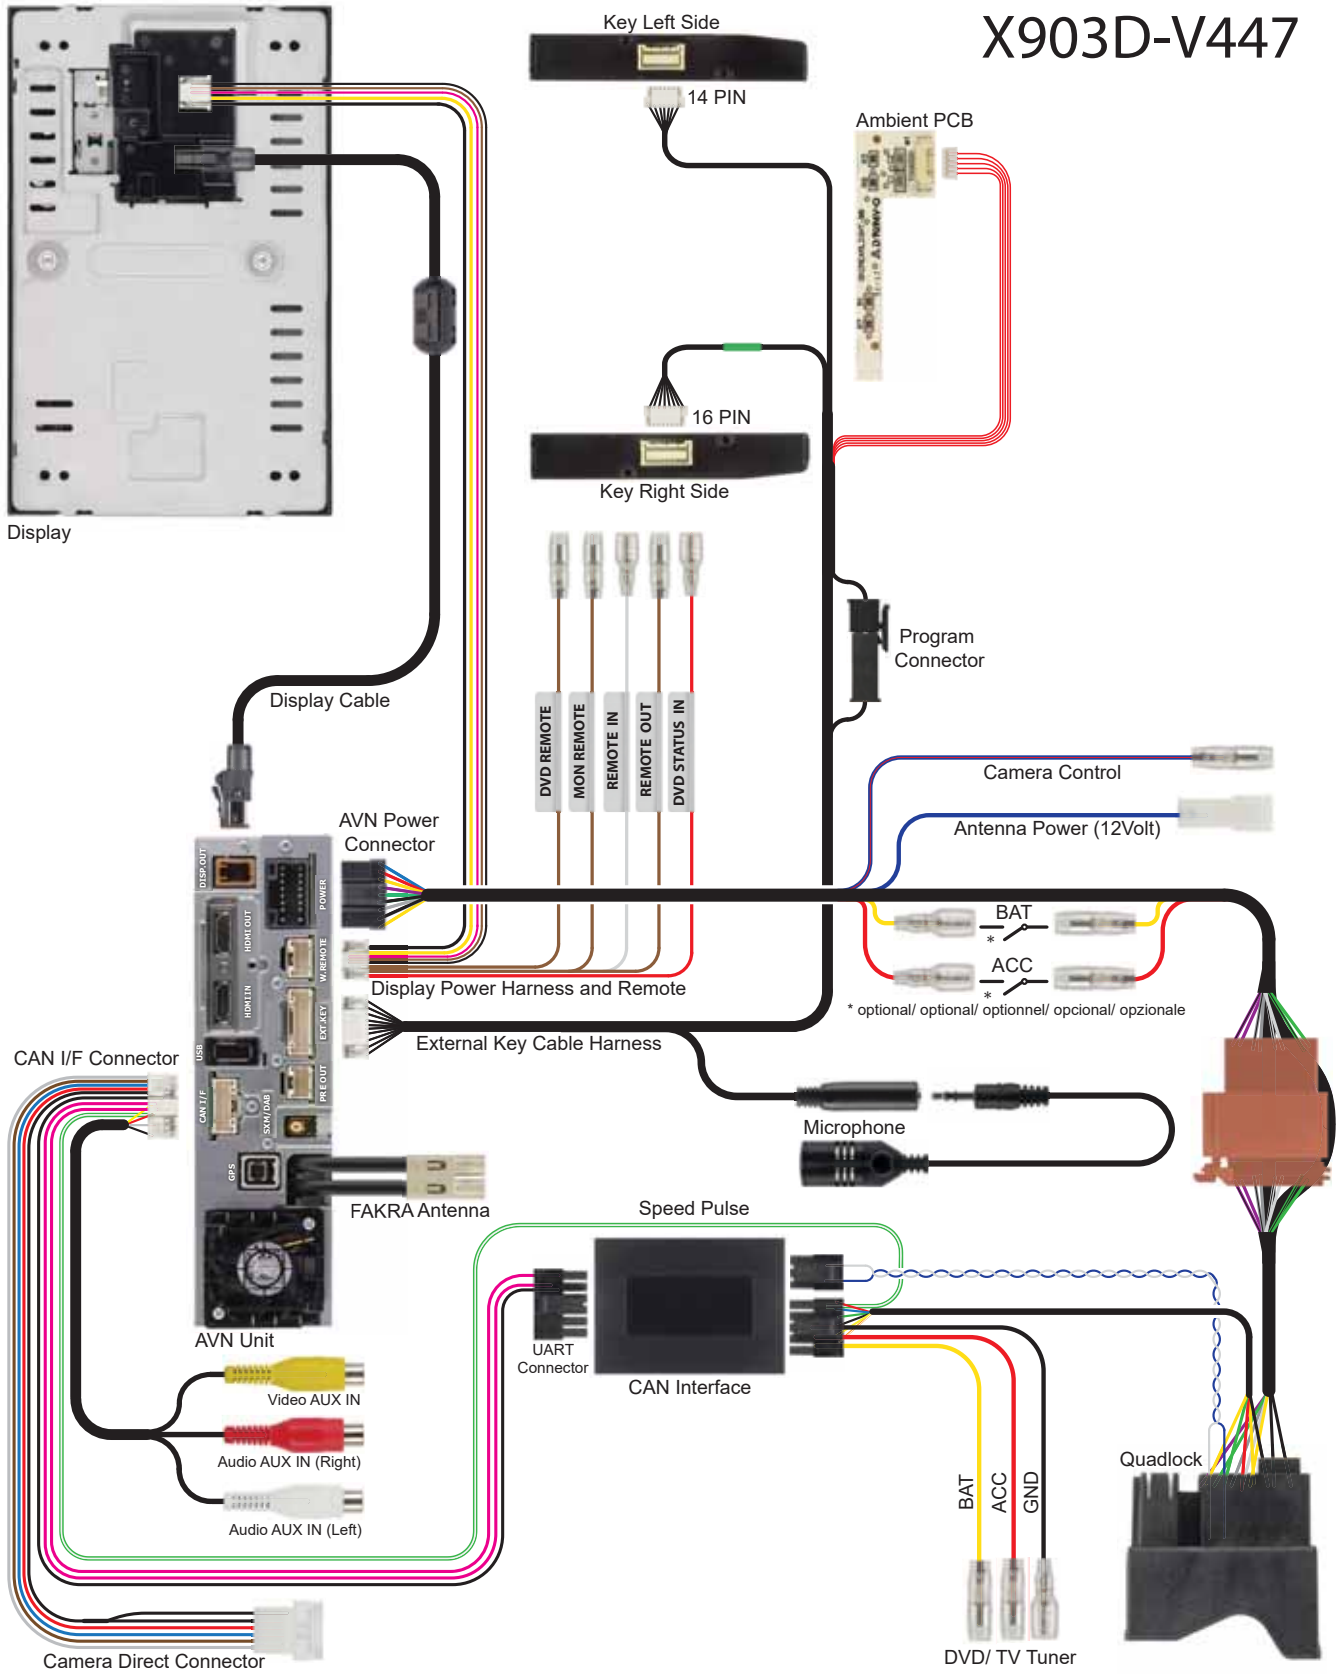 X903D-V447
Key Left Side
14 PIN
Ambient PCB
16 PIN
Key Right Side
Display
Program
Connector
Display Cable
DVD REMOTE
MON REMOTE
REMOTE IN
REMOTE OUT
DVD STATUS IN
Camera Control
Antenna Power (12Volt)
AVN Power
Connector
DISP.OUT
POWER
HDMI OUT
HDMI IN
W.REMOTE
EXT.KEY
USB
PRE OUT
CAN I/F
SXM/DAB
GPS
BAT
*
ACC
*
* optional/ optional/ optionnel/ opcional/ opzionale
Display Power Harness and Remote
External Key Cable Harness
CAN I/F Connector
Microphone
FAKRA Antenna
Speed Pulse
AVN Unit
UART
Connector
CAN Interface
Video AUX IN
Audio AUX IN (Right)
Audio AUX IN (Left)
Quadlock
BAT
ACC
GND
DVD/ TV Tuner
Camera Direct Connector